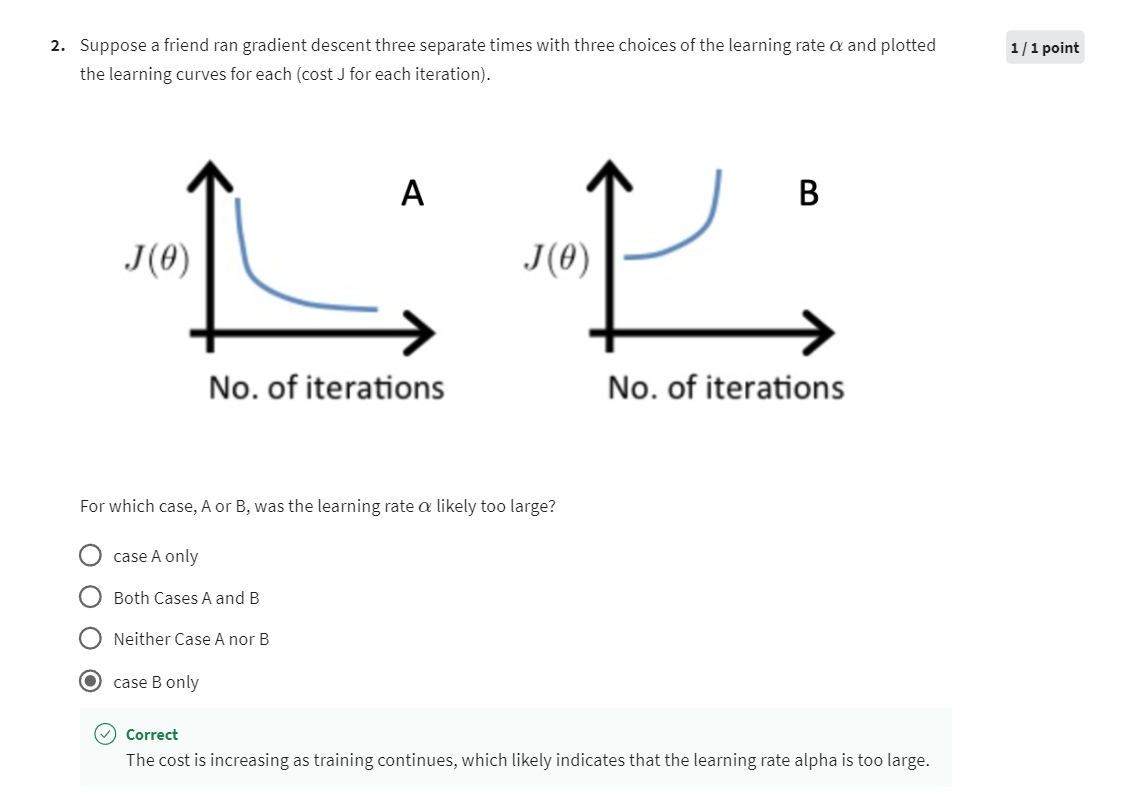 2. Suppose a friend ran gradient descent three separate times with three choices of the learning rate α and plotted
the learning curves for each (cost J for each iteration).
1 / 1 point
A
B
J(θ)
J(θ)
No. of iterations
No. of iterations
For which case, A or B, was the learning rate α likely too large?
case A only
Both Cases A and B
Neither Case A nor B
case B only
Correct
The cost is increasing as training continues, which likely indicates that the learning rate alpha is too large.